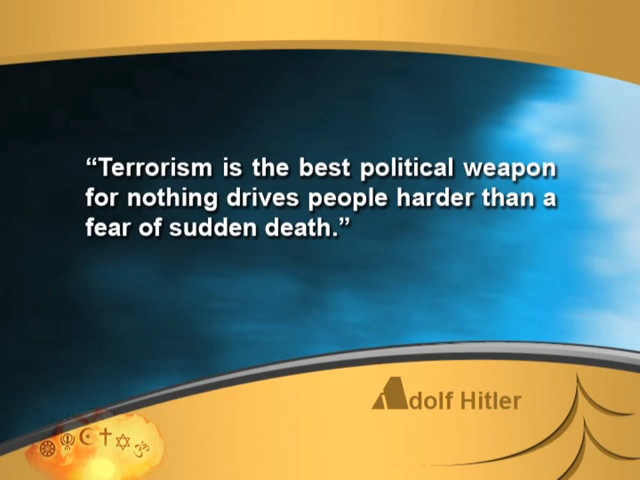 “Terrorism is the best political weapon
for nothing drives people harder than a
fear of sudden death.”
Adolf Hitler